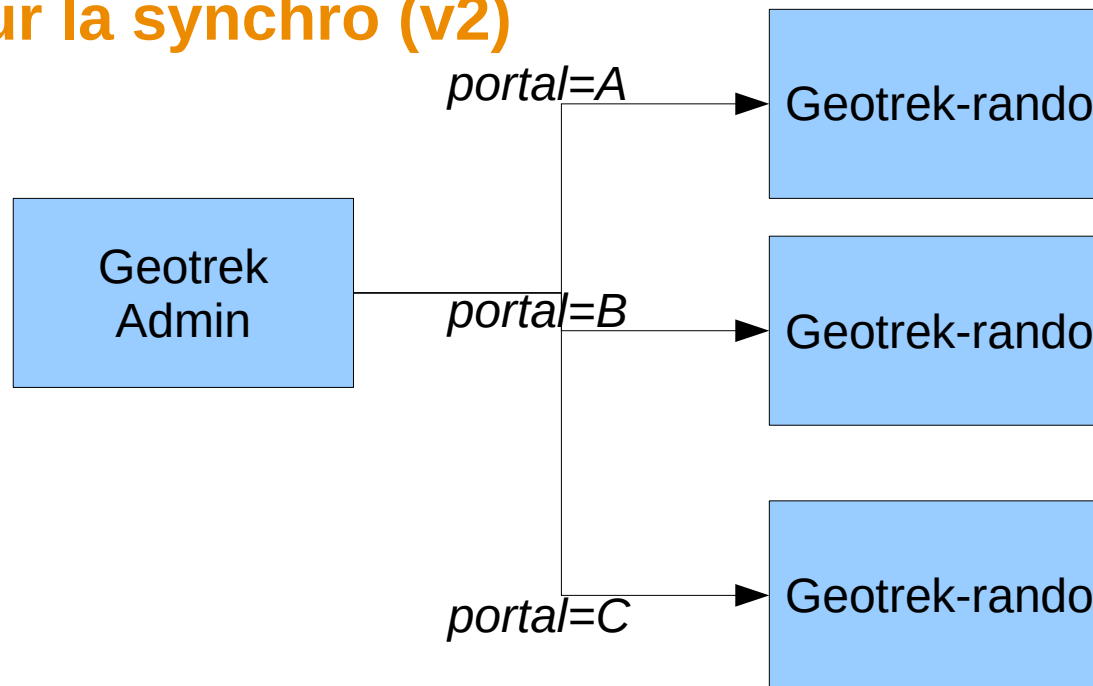 ur la synchro (v2)
portal=A
Geotrek-rando
Geotrek
Admin
portal=B
Geotrek-rando
portal=C
Geotrek-rando